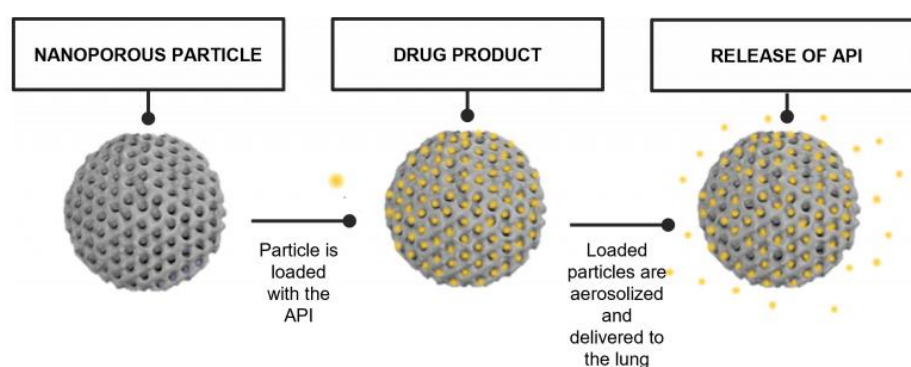 NANOPOROUS PARTICLE
DRUG PRODUCT
RELEASE OF API
Particle is
loaded
with the
API
Loaded
particles are
aerosolized
and
delivered to
the lung